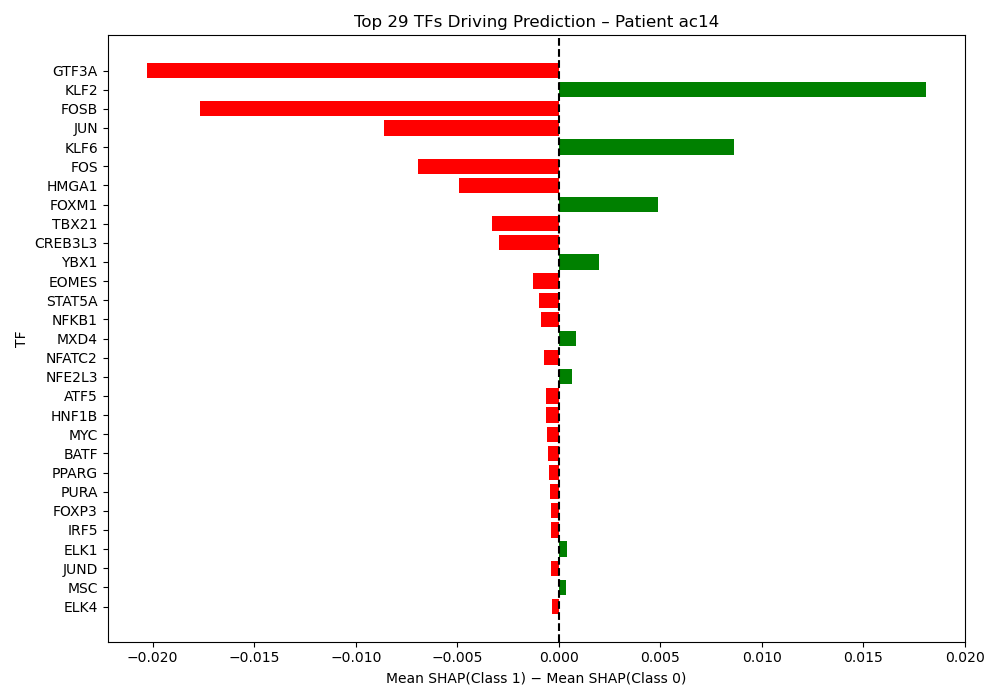 Top 29 TFs Driving Prediction – Patient ac14
GTF3A
KLF2
FOSB
JUN
KLF6
FOS
HMGA1
FOXM1
TBX21
CREB3L3
YBX1
EOMES
STAT5A
NFKB1
MXD4
NFATC2
NFE2L3
ATF5
HNF1B
MYC
BATF
PPARG
PURA
FOXP3
IRF5
ELK1
JUND
MSC
ELK4
TF
−0.020 −0.015 −0.010 −0.005 0.000 0.005 0.010 0.015 0.020
Mean SHAP(Class 1) − Mean SHAP(Class 0)